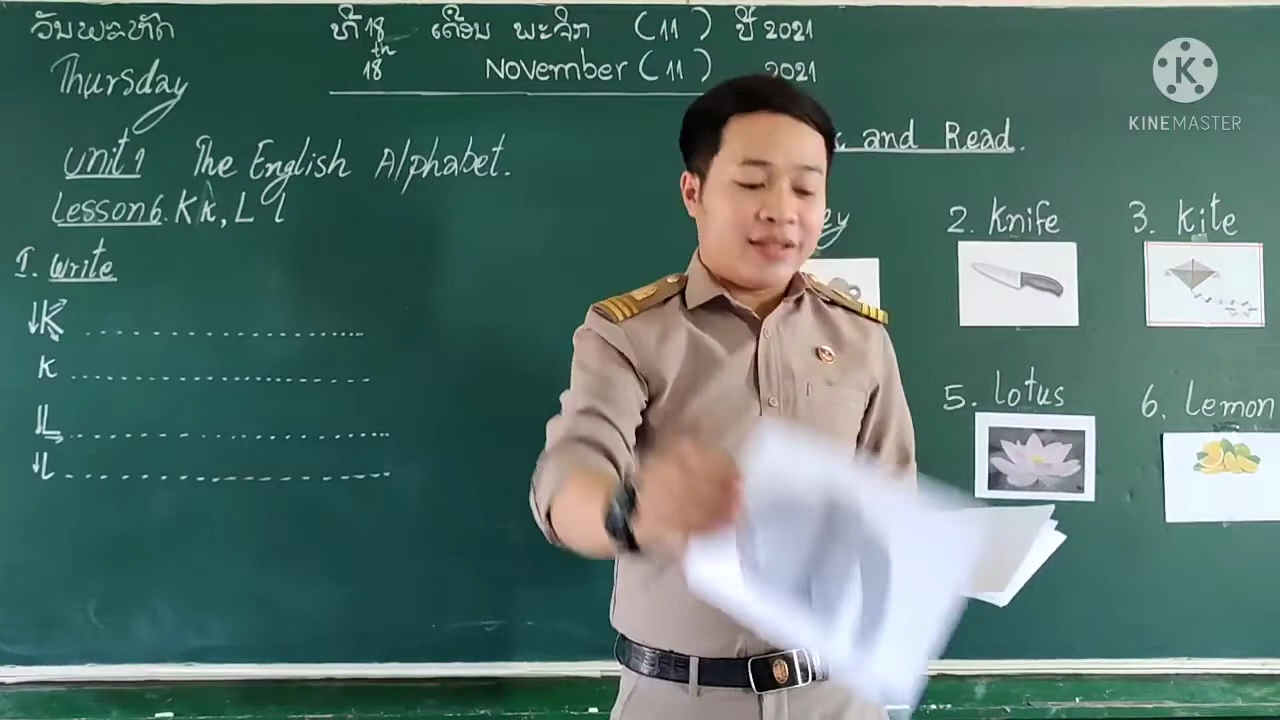 ວັນພະຫັດ ທີ 18 ເດືອນ ພະຈິກ (11) ປີ 2021
Thursday 18th November (11) 2021
Unit 1 The English Alphabet.
Lesson 6. K k, L l
and Read.
I. Write
K
k
L
l
ey
2. Knife
3. Kite
5. lotus
6. lemon
K
KINEMASTER